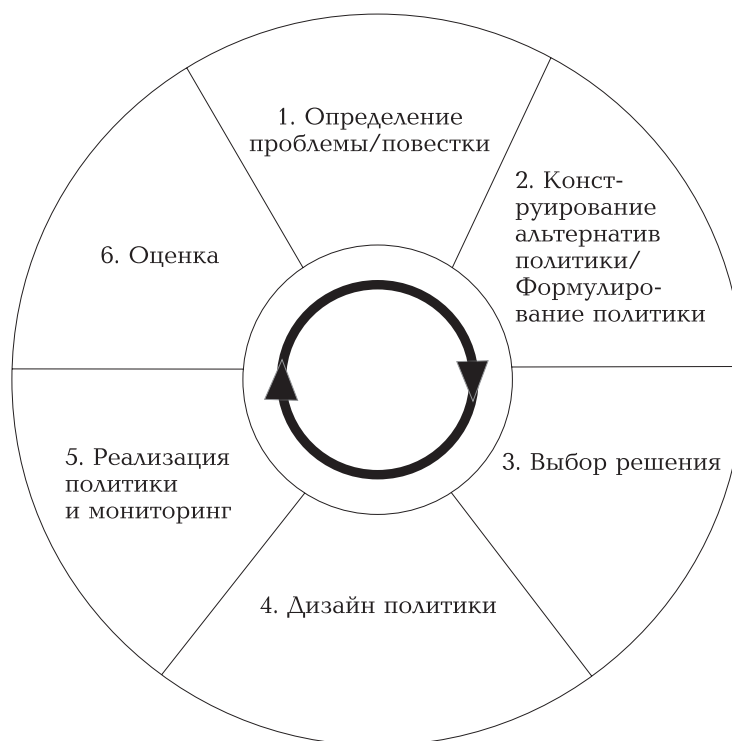 1. Определение
проблемы/повестки
2. Конст-
руирование
альтернатив
политики/
Формулиро-
вание политики
3. Выбор решения
4. Дизайн политики
5. Реализация
политики
и мониторинг
6. Оценка